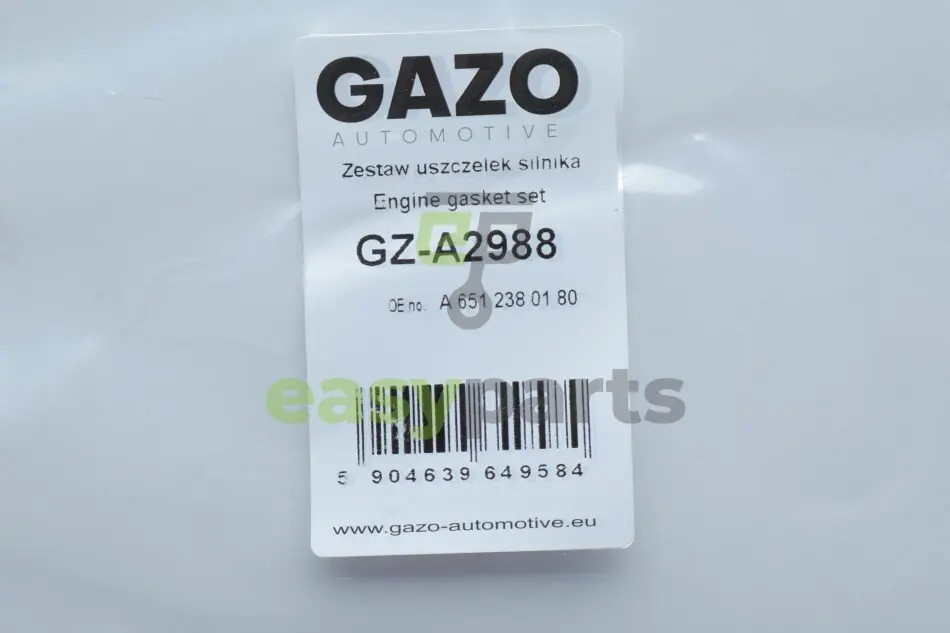 GAZO
AUTOMOTIVE
Zestaw uszczelek silnika
Engine gasket set
GZ-A2988
OE no. A 651 238 01 80
easyparts
5 904639 649584
www.gazo-automotive.eu